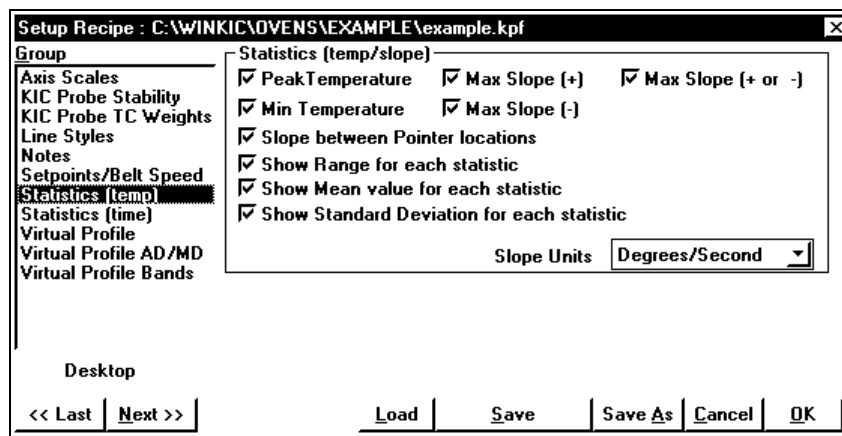 Setup Recipe : C:\WINKIC\OVENS\EXAMPLE\example.kpf
Group
Axis Scales
KIC Probe Stability
KIC Probe TC Weights
Line Styles
Notes
Setpoints/Belt Speed
Statistics (temp)
Statistics (time)
Virtual Profile
Virtual Profile AD/MD
Virtual Profile Bands
Desktop
Statistics (temp/slope)
PeakTemperature Max Slope (+) Max Slope (+ or -)
Min Temperature Max Slope (-)
Slope between Pointer locations
Show Range for each statistic
Show Mean value for each statistic
Show Standard Deviation for each statistic
Slope Units Degrees/Second
<< Last Next >> Load Save Save As Cancel OK